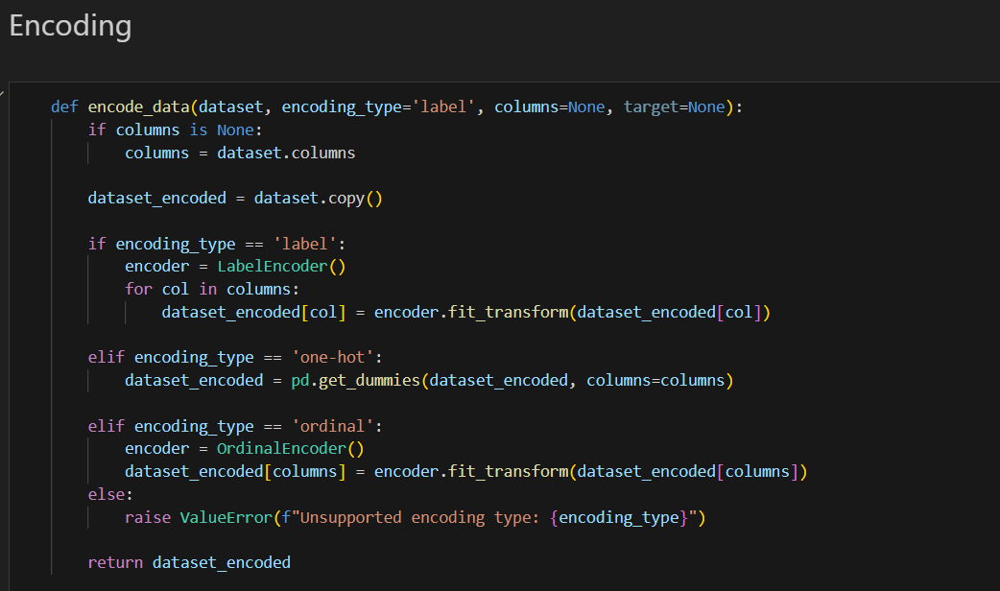 Encoding
def encode_data(dataset, encoding_type='label', columns=None, target=None):
    if columns is None:
        columns = dataset.columns

    dataset_encoded = dataset.copy()

    if encoding_type == 'label':
        encoder = LabelEncoder()
        for col in columns:
            dataset_encoded[col] = encoder.fit_transform(dataset_encoded[col])

    elif encoding_type == 'one-hot':
        dataset_encoded = pd.get_dummies(dataset_encoded, columns=columns)

    elif encoding_type == 'ordinal':
        encoder = OrdinalEncoder()
        dataset_encoded[columns] = encoder.fit_transform(dataset_encoded[columns])
    else:
        raise ValueError(f"Unsupported encoding type: {encoding_type}")

    return dataset_encoded